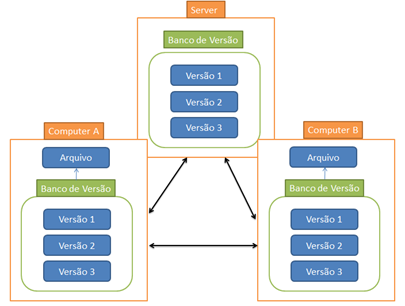 Server
Banco de Versão
Versão 1
Versão 2
Versão 3
Computer A
Arquivo
Banco de Versão
Versão 1
Versão 2
Versão 3
Computer B
Arquivo
Banco de Versão
Versão 1
Versão 2
Versão 3